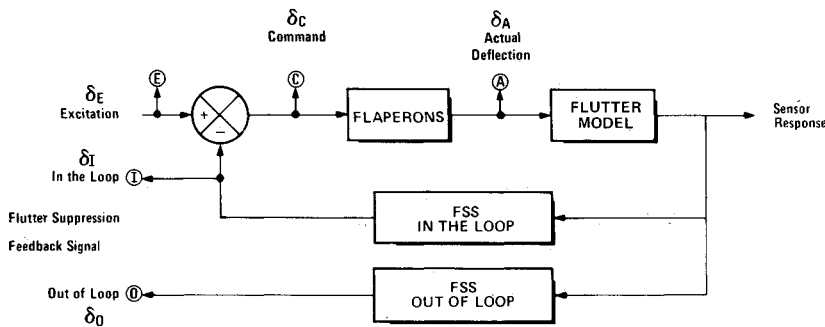 δC
Command
δA
Actual
Deflection
E
C
A
δE
Excitation
+
−
FLAPERONS
FLUTTER
MODEL
Sensor
Response
δI
In the Loop I
Flutter Suppression
Feedback Signal
FSS
IN THE LOOP
Out of Loop O
δO
FSS
OUT OF LOOP